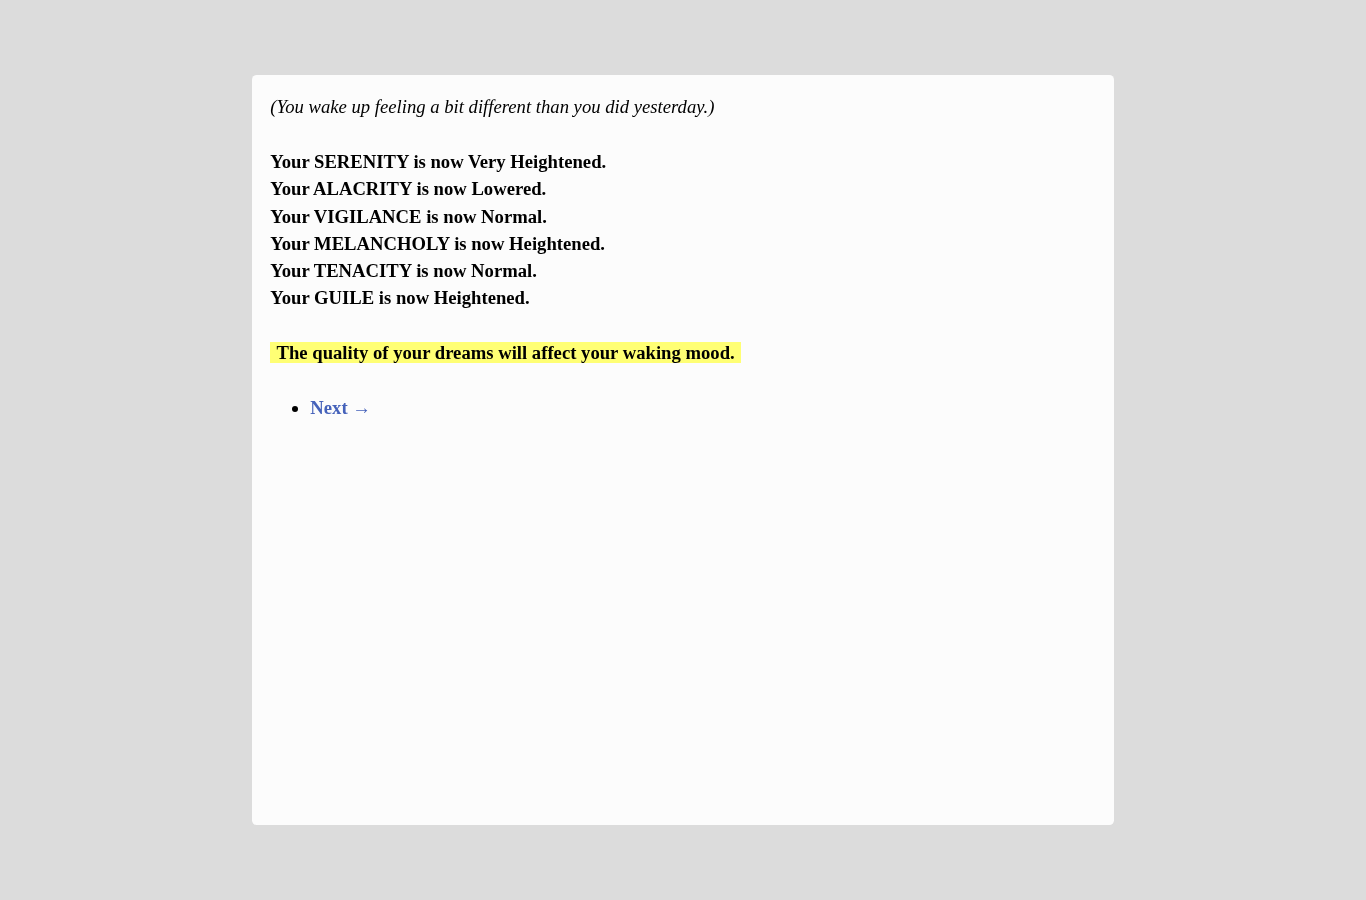 (You wake up feeling a bit different than you did yesterday.)
Your SERENITY is now Very Heightened.
Your ALACRITY is now Lowered.
Your VIGILANCE is now Normal.
Your MELANCHOLY is now Heightened.
Your TENACITY is now Normal.
Your GUILE is now Heightened.
The quality of your dreams will affect your waking mood.
• Next →